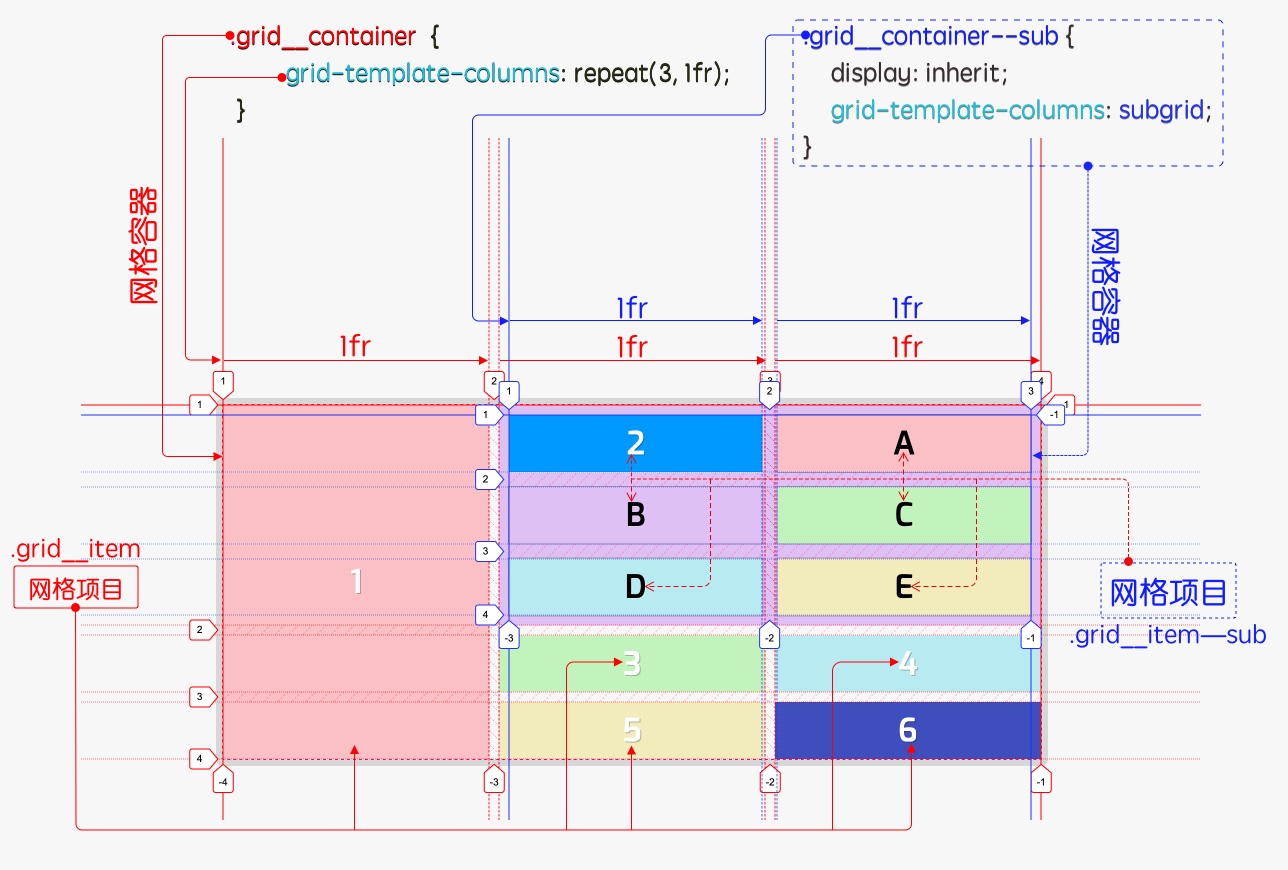 .grid__container {
grid-template-columns: repeat(3, 1fr);
}
.grid__container--sub {
display: inherit;
grid-template-columns: subgrid;
}
网格容器
网格容器
1fr
1fr
1fr
1fr
1fr
1
2
1
2
3
4
1
1
-1
2
A
2
B
C
3
.grid__item
网格项目
1
D
E
网格项目
4
-3
-2
-1
.grid__item—sub
2
3
4
3
5
6
4
-4
-3
-2
-1